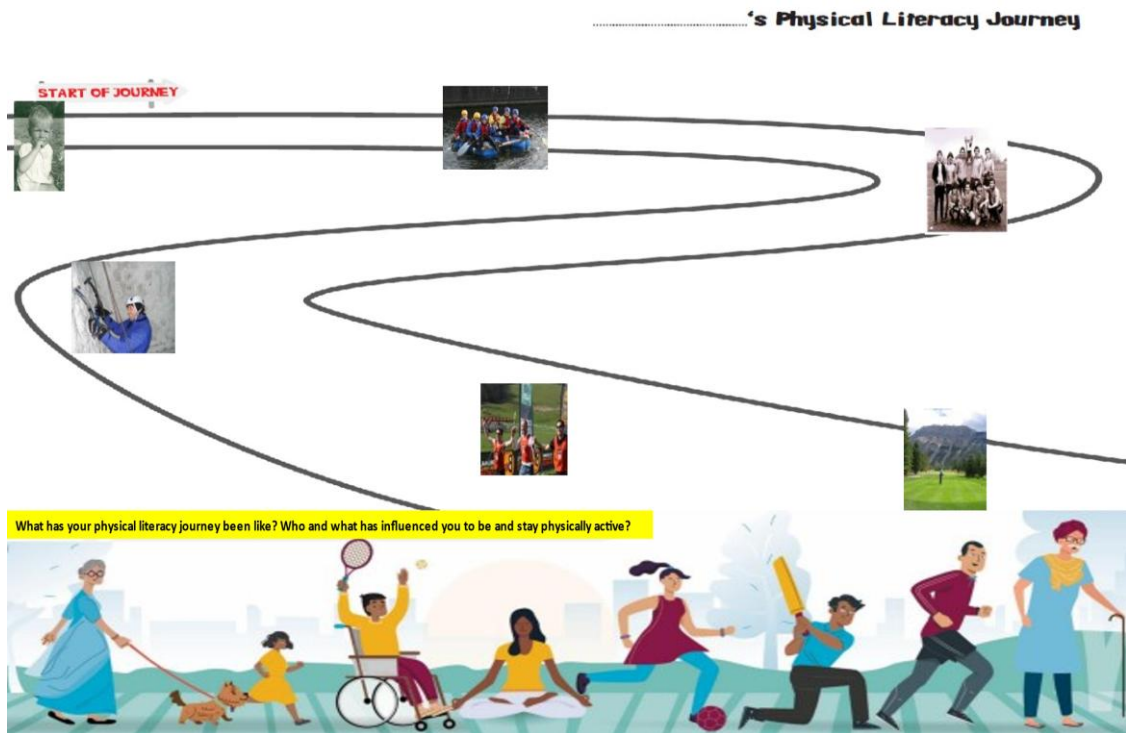 ........................................'s Physical Literacy Journey
START OF JOURNEY
What has your physical literacy journey been like? Who and what has influenced you to be and stay physically active?